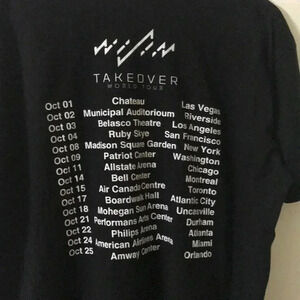 TAKEOVER
WORLD TOUR
Oct 01 Chateau Las Vegas
Oct 02 Municipal Auditioruim Riverside
Oct 03 Belasco Theatre Los Angeles
Oct 04 Ruby Skye San Francisco
Oct 08 Madison Square Garden New York
Oct 09 Patriot Center Washington
Oct 11 Allstate Arena Chicago
Oct 14 Bell Center Montreal
Oct 15 Air Canada Centre Toronto
Oct 17 Boardwalk Hall Atlantic City
Oct 18 Mohegan Sun Arena Uncasville
Oct 21 Performans Arts Center Durham
Oct 22 Philips Arena Atlanta
Oct 24 American Airlines Arena Miami
Oct 25 Amway Center Orlando